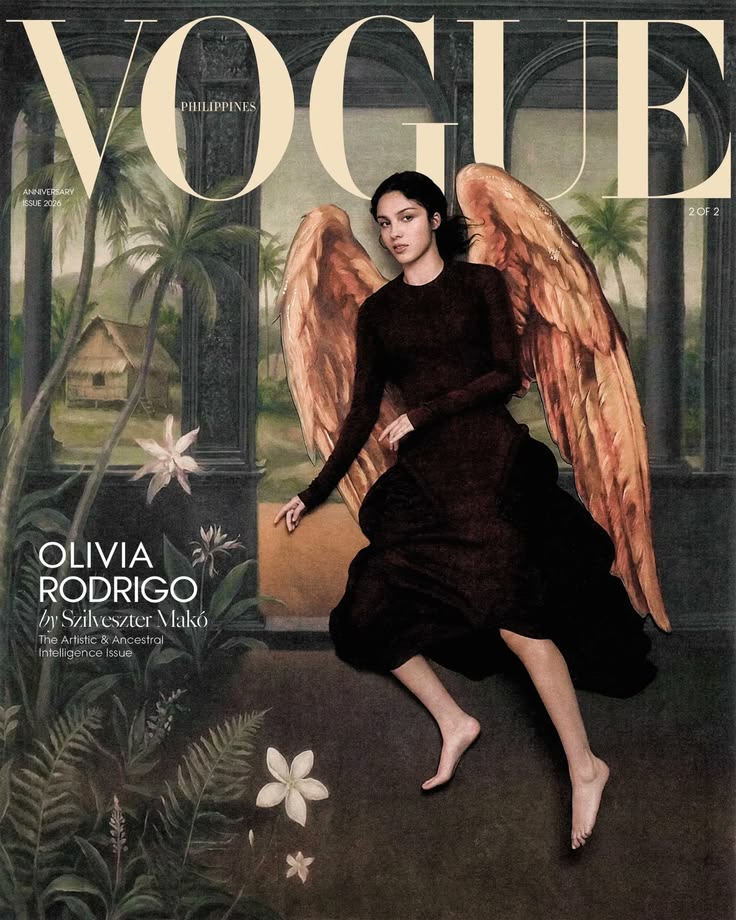 VOGUE
PHILIPPINES
ANNIVERSARY
ISSUE 2026
2 OF 2
OLIVIA
RODRIGO
by Szilveszter Makó
The Artistic & Ancestral
Intelligence Issue